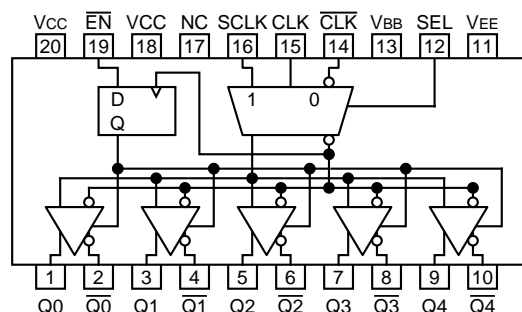 VCC EN VCC NC SCLK CLK CLK VBB SEL VEE
20 19 18 17 16 15 14 13 12 11
D
Q
1 0
1 2 3 4 5 6 7 8 9 10
Q0 Q0 Q1 Q1 Q2 Q2 Q3 Q3 Q4 Q4